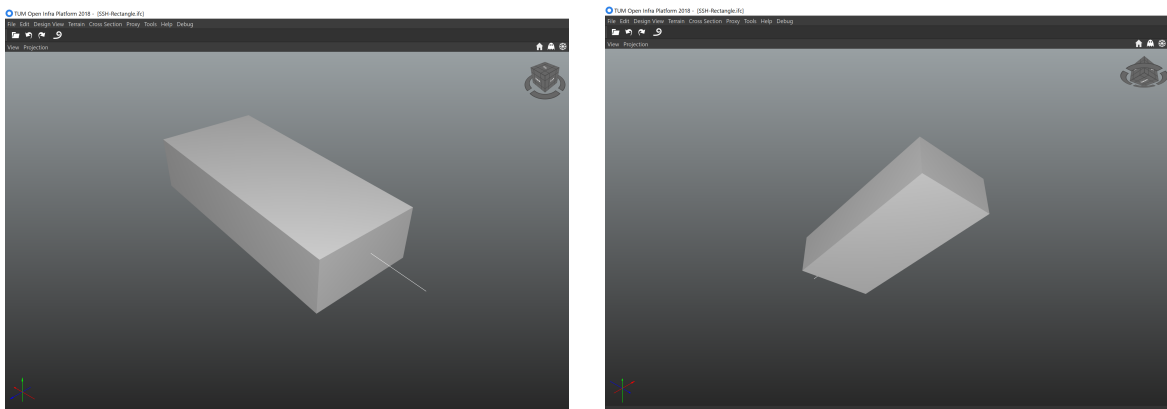 TUM Open Infra Platform 2018 - [SSH-Rectangle.ifc]
File Edit Design View Terrain Cross Section Proxy Tools Help Debug
View Projection
TUM Open Infra Platform 2018 - [SSH-Rectangle.ifc]
File Edit Design View Terrain Cross Section Proxy Tools Help Debug
View Projection